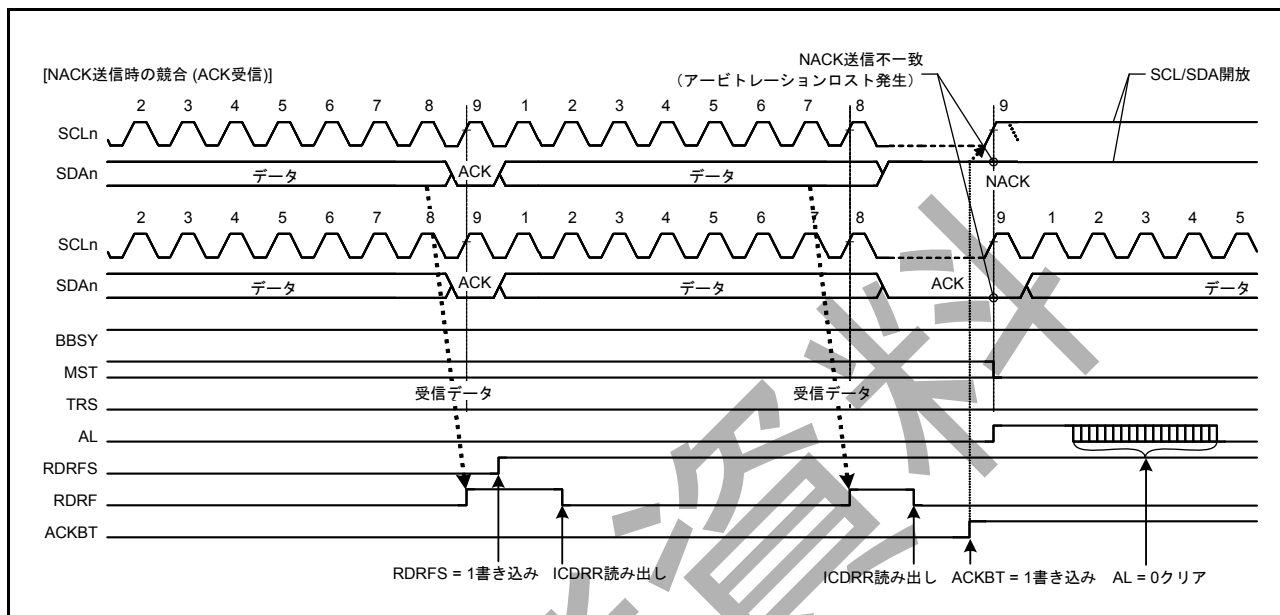 [NACK送信時の競合 (ACK受信)]
NACK送信不一致
(アービトレーションロスト発生)
SCL/SDA開放
2 3 4 5 6 7 8 9 1 2 3 4 5 6 7 8 9
SCLn
SDAn データ ACK データ NACK
2 3 4 5 6 7 8 9 1 2 3 4 5 6 7 8 9 1 2 3 4 5
SCLn
SDAn データ ACK データ ACK データ
BBSY
MST
受信データ 受信データ
TRS
AL
RDRFS
RDRF
ACKBT
RDRFS = 1書き込み ICDRR読み出し ICDRR読み出し ACKBT = 1書き込み AL = 0クリア
資料